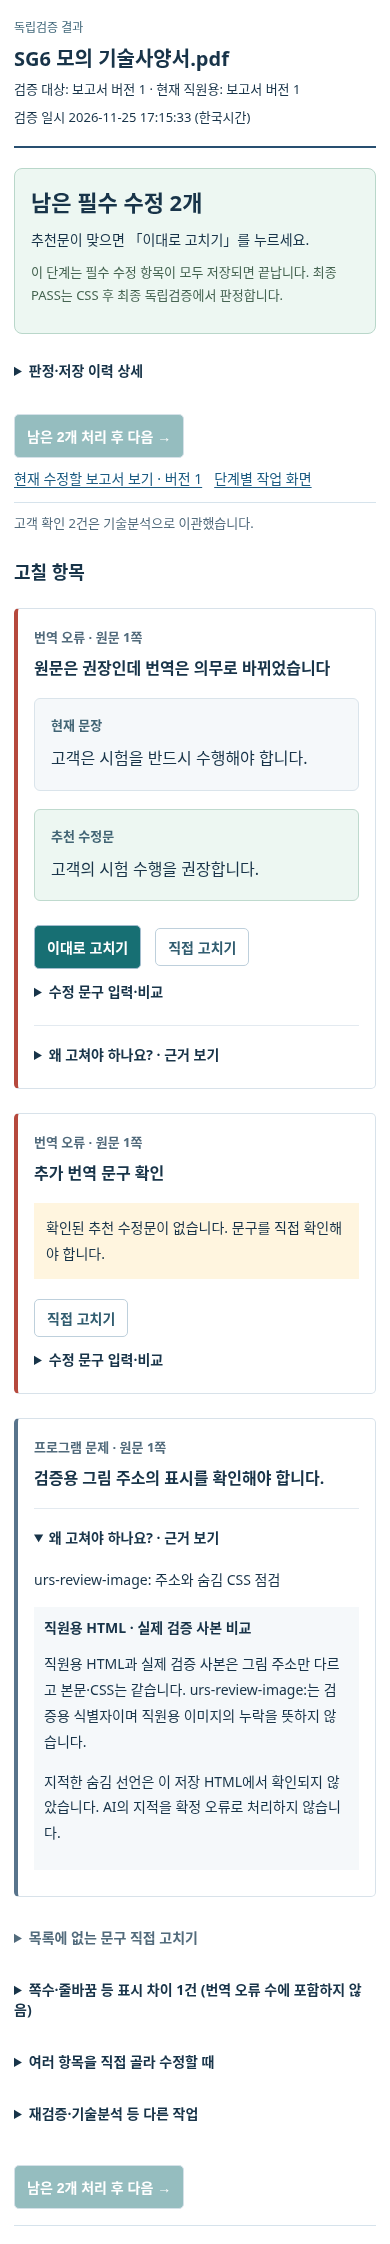 독립검증 결과
SG6 모의 기술사양서.pdf
검증 대상: 보고서 버전 1 · 현재 직원용: 보고서 버전 1
검증 일시 2026-11-25 17:15:33 (한국시간)
남은 필수 수정 2개
추천문이 맞으면 「이대로 고치기」를 누르세요.
이 단계는 필수 수정 항목이 모두 저장되면 끝납니다. 최종
PASS는 CSS 후 최종 독립검증에서 판정합니다.
▶ 판정·저장 이력 상세
남은 2개 처리 후 다음 →
현재 수정할 보고서 보기 · 버전 1 단계별 작업 화면
고객 확인 2건은 기술분석으로 이관했습니다.
고칠 항목
번역 오류 · 원문 1쪽
원문은 권장인데 번역은 의무로 바뀌었습니다
현재 문장
고객은 시험을 반드시 수행해야 합니다.
추천 수정문
고객의 시험 수행을 권장합니다.
이대로 고치기 직접 고치기
▶ 수정 문구 입력·비교
▶ 왜 고쳐야 하나요? · 근거 보기
번역 오류 · 원문 1쪽
추가 번역 문구 확인
확인된 추천 수정문이 없습니다. 문구를 직접 확인해
야 합니다.
직접 고치기
▶ 수정 문구 입력·비교
프로그램 문제 · 원문 1쪽
검증용 그림 주소의 표시를 확인해야 합니다.
▼ 왜 고쳐야 하나요? · 근거 보기
urs-review-image: 주소와 숨김 CSS 점검
직원용 HTML · 실제 검증 사본 비교
직원용 HTML과 실제 검증 사본은 그림 주소만 다르
고 본문·CSS는 같습니다. urs-review-image:는 검
증용 식별자이며 직원용 이미지의 누락을 뜻하지 않
습니다.
지적한 숨김 선언은 이 저장 HTML에서 확인되지 않
았습니다. AI의 지적을 확정 오류로 처리하지 않습니
다.
▶ 목록에 없는 문구 직접 고치기
▶ 쪽수·줄바꿈 등 표시 차이 1건 (번역 오류 수에 포함하지 않
음)
▶ 여러 항목을 직접 골라 수정할 때
▶ 재검증·기술분석 등 다른 작업
남은 2개 처리 후 다음 →